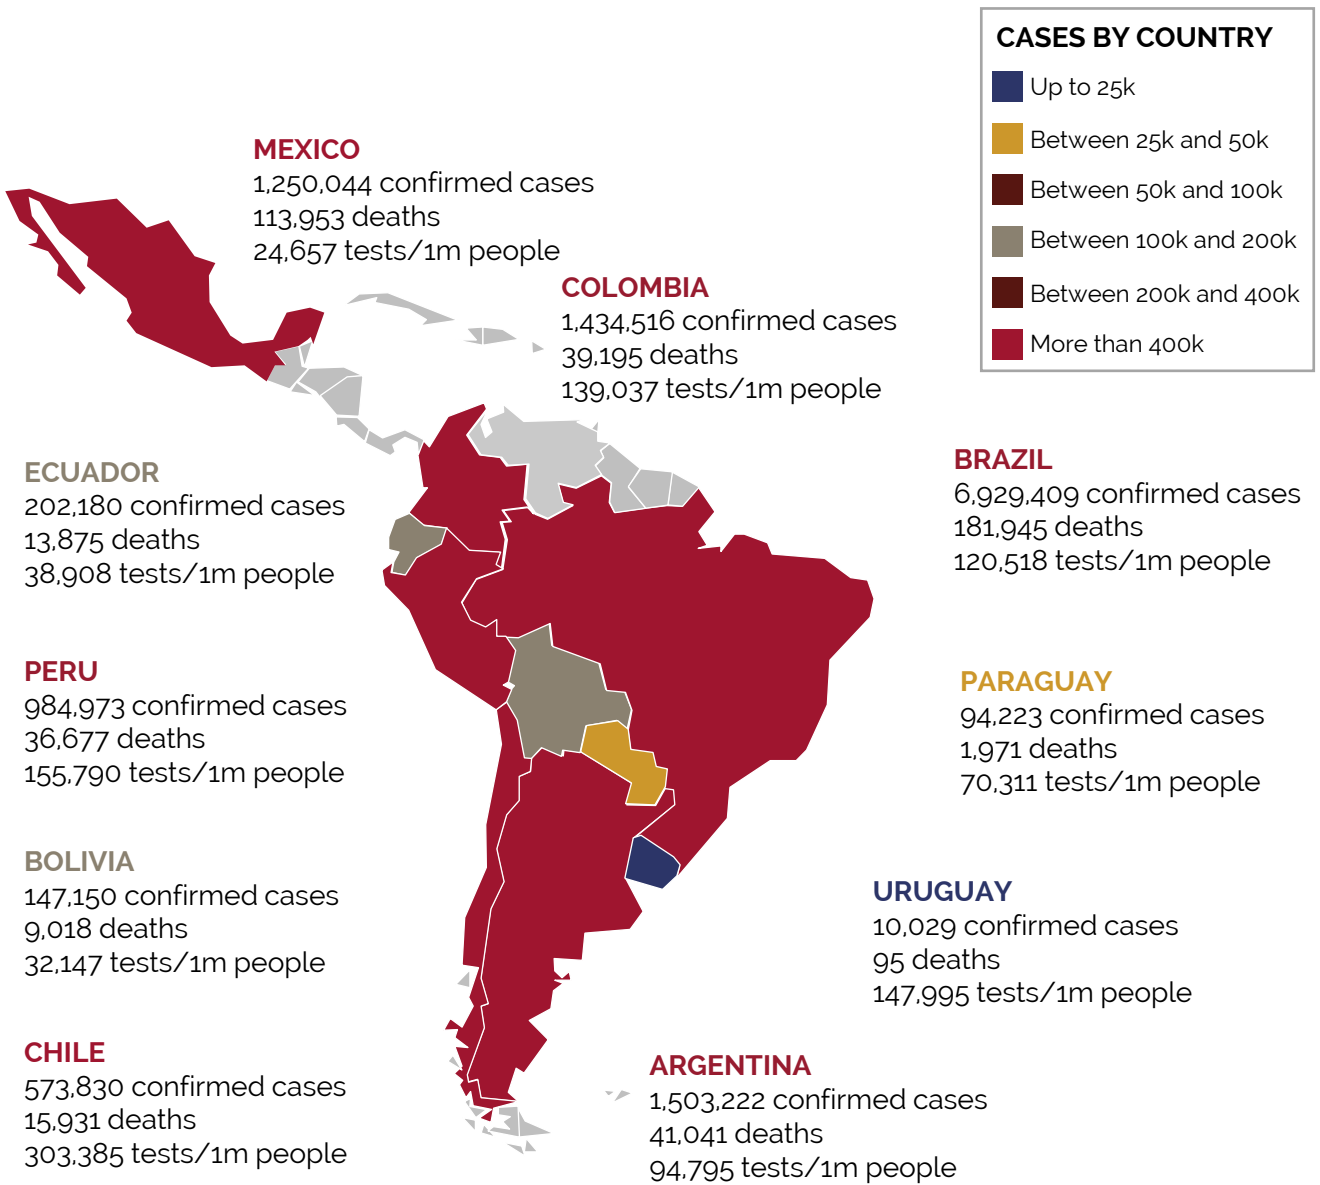 CASES BY COUNTRY
Up to 25k
Between 25k and 50k
Between 50k and 100k
Between 100k and 200k
Between 200k and 400k
More than 400k
MEXICO
1,250,044 confirmed cases
113,953 deaths
24,657 tests/1m people
COLOMBIA
1,434,516 confirmed cases
39,195 deaths
139,037 tests/1m people
ECUADOR
202,180 confirmed cases
13,875 deaths
38,908 tests/1m people
BRAZIL
6,929,409 confirmed cases
181,945 deaths
120,518 tests/1m people
PERU
984,973 confirmed cases
36,677 deaths
155,790 tests/1m people
PARAGUAY
94,223 confirmed cases
1,971 deaths
70,311 tests/1m people
BOLIVIA
147,150 confirmed cases
9,018 deaths
32,147 tests/1m people
URUGUAY
10,029 confirmed cases
95 deaths
147,995 tests/1m people
CHILE
573,830 confirmed cases
15,931 deaths
303,385 tests/1m people
ARGENTINA
1,503,222 confirmed cases
41,041 deaths
94,795 tests/1m people